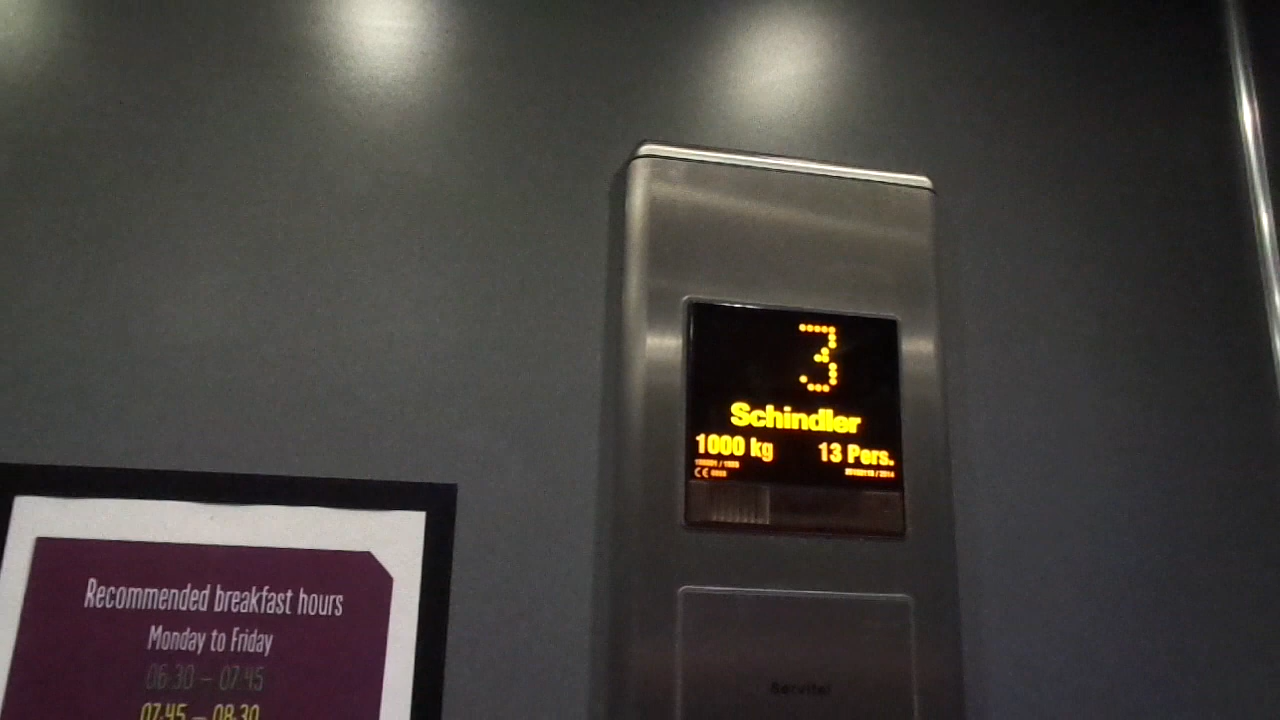 3
Schindler
1000 kg 13 Pers.
Servitel
Recommended breakfast hours
Monday to Friday
06:30 – 07:45
07:45 – 08:30